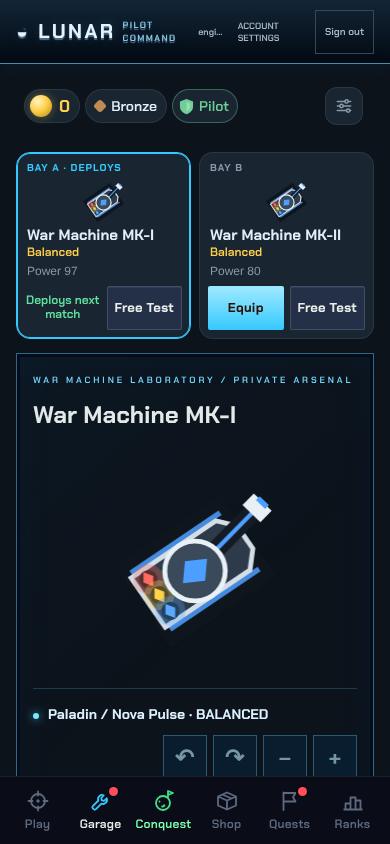 LUNAR
PILOT
COMMAND
engi...
ACCOUNT
SETTINGS
Sign out
0
Bronze
Pilot
BAY A · DEPLOYS
War Machine MK-I
Balanced
Power 97
Deploys next
match
Free Test
BAY B
War Machine MK-II
Balanced
Power 80
Equip
Free Test
WAR MACHINE LABORATORY / PRIVATE ARSENAL
War Machine MK-I
Paladin / Nova Pulse · BALANCED
Play
Garage
Conquest
Shop
Quests
Ranks